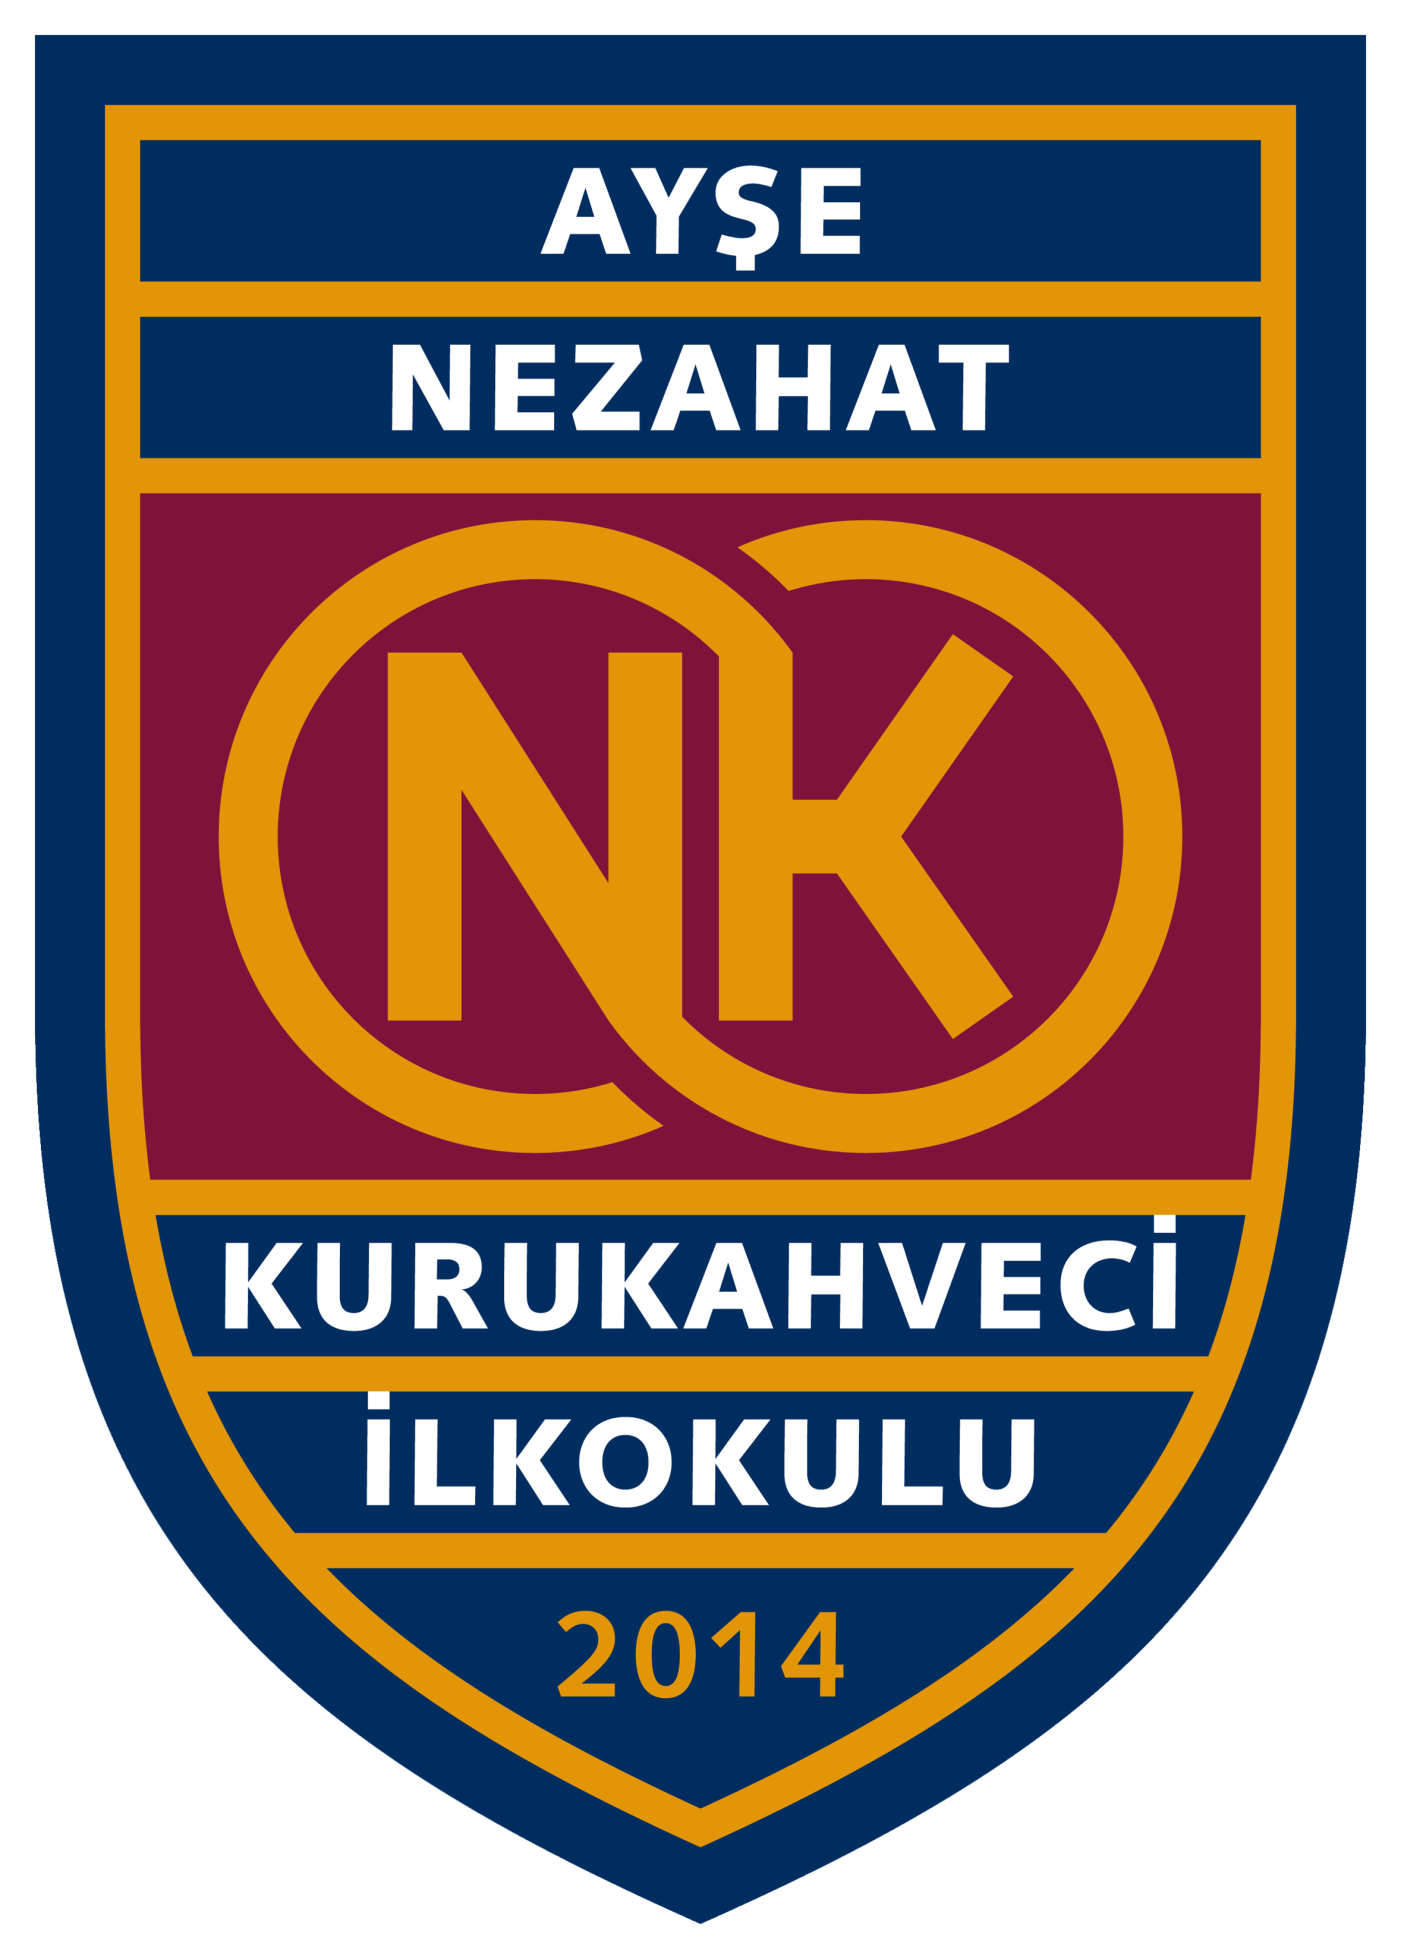 AYŞE
NEZAHAT
NK
KURUKAHVECİ
İLKOKULU
2014